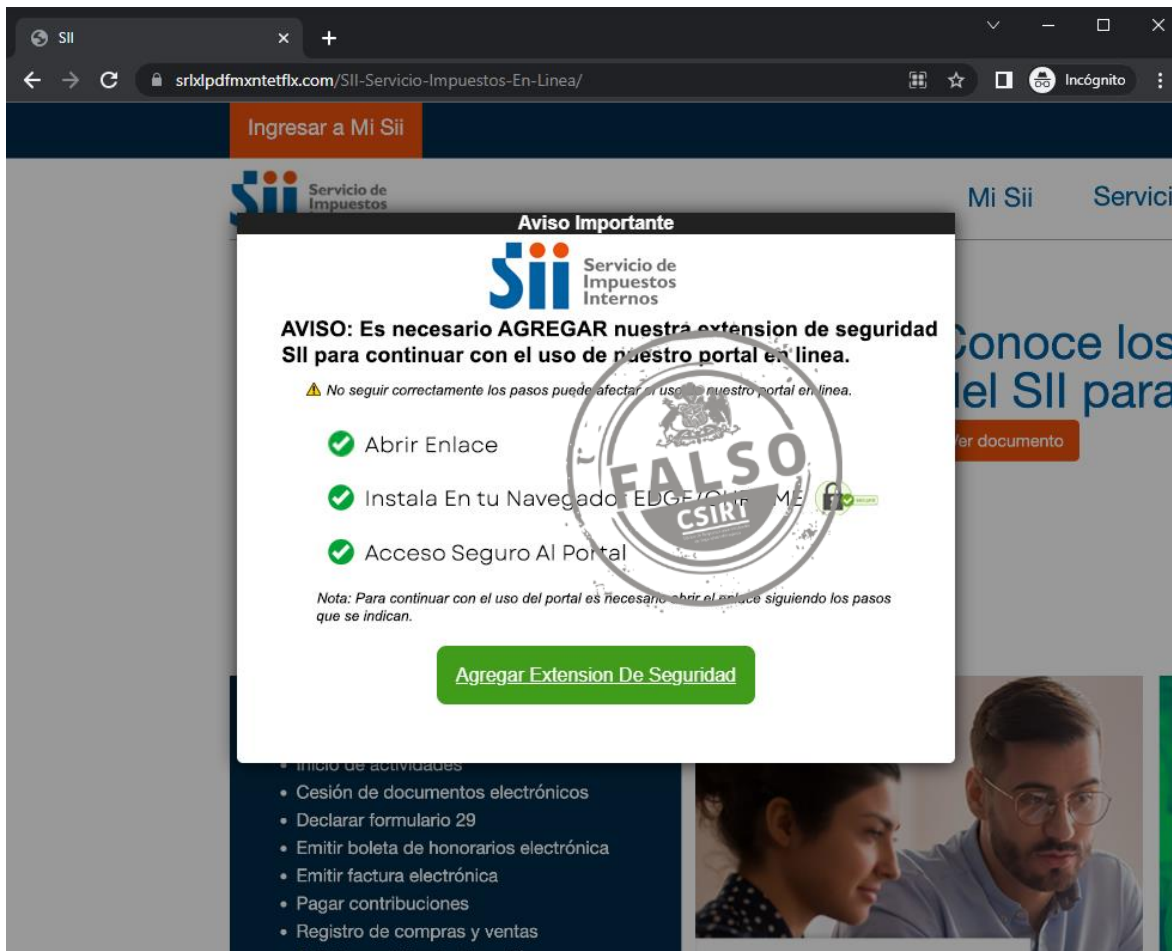 SII
srlxlpdfmxntetflx.com/SII-Servicio-Impuestos-En-Linea/
Incógnito
Ingresar a Mi Sii
Sii Servicio de
Impuestos
Mi Sii Servici
Aviso Importante
Sii Servicio de
Impuestos
Internos
AVISO: Es necesario AGREGAR nuestra extension de seguridad
SII para continuar con el uso de nuestro portal en linea.
No seguir correctamente los pasos puede afectar el uso de nuestro portal en linea.
Abrir Enlace
Instala En tu Navegador EDGE/CHROME
Acceso Seguro Al Portal
FALSO
CSIRT
Nota: Para continuar con el uso del portal es necesario abrir el enlace siguiendo los pasos
que se indican.
Agregar Extension De Seguridad
Conoce los
del SII para
Ver documento
Inicio de actividades
Cesión de documentos electrónicos
Declarar formulario 29
Emitir boleta de honorarios electrónica
Emitir factura electrónica
Pagar contribuciones
Registro de compras y ventas